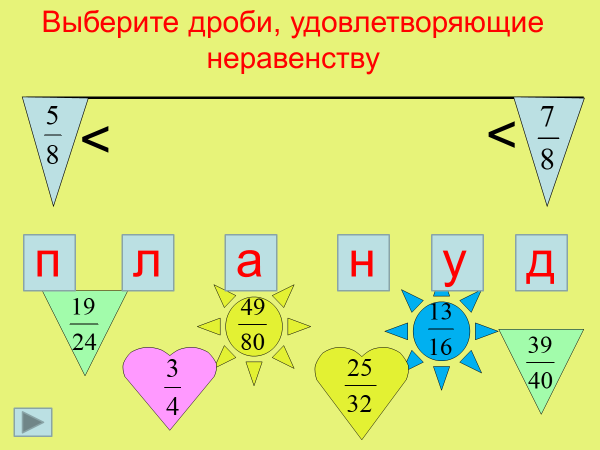 Выберите дроби, удовлетворяющие
неравенству
5/8 < < 7/8
п л а н у д
19/24 3/4 49/80 25/32 13/16 39/40